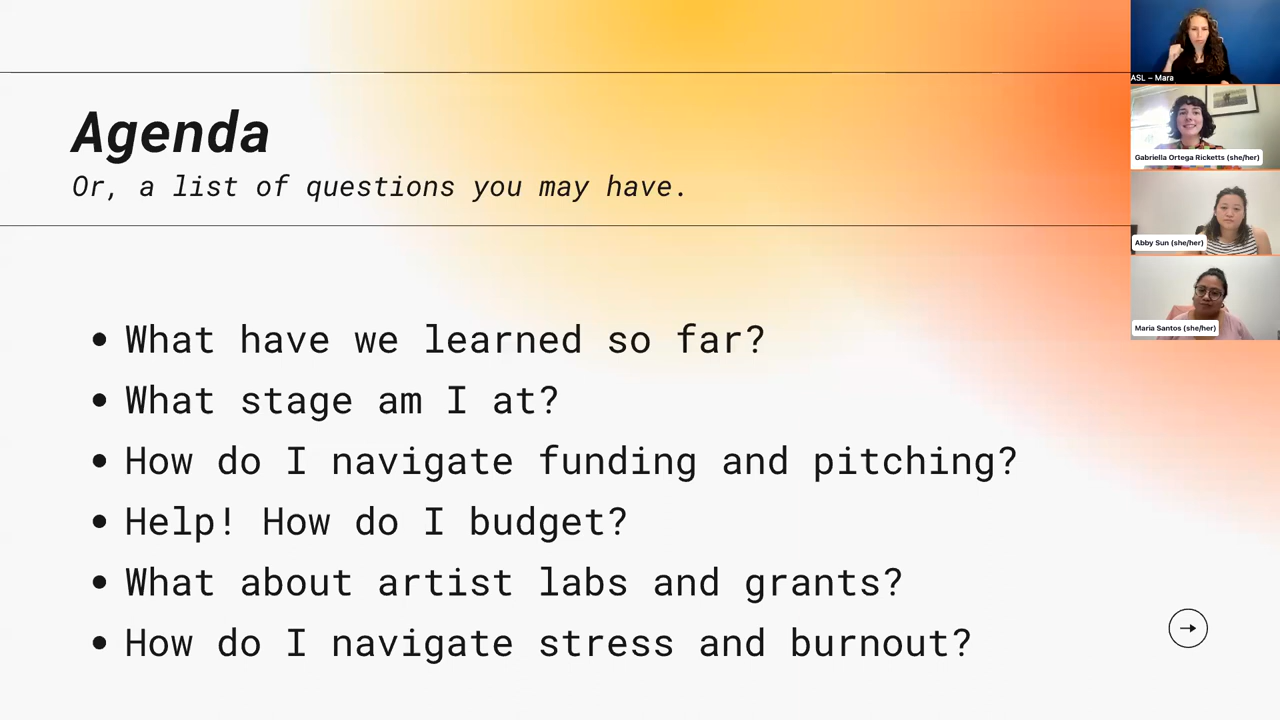 Agenda
Or, a list of questions you may have.
• What have we learned so far?
• What stage am I at?
• How do I navigate funding and pitching?
• Help! How do I budget?
• What about artist labs and grants?
• How do I navigate stress and burnout?
ASL – Mara
Gabriella Ortega Ricketts (she/her)
Abby Sun (she/her)
Maria Santos (she/her)